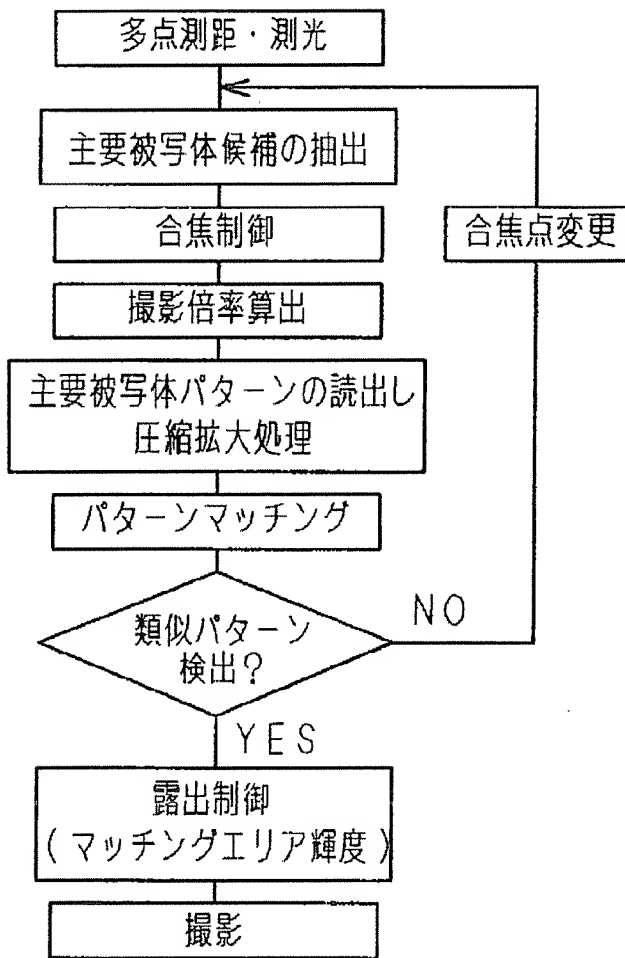 多点測距・測光
主要被写体候補の抽出
合焦制御
合焦点変更
撮影倍率算出
主要被写体パターンの読出し
圧縮拡大処理
パターンマッチング
類似パターン
検出?
NO
YES
露出制御
(マッチングエリア輝度)
撮影